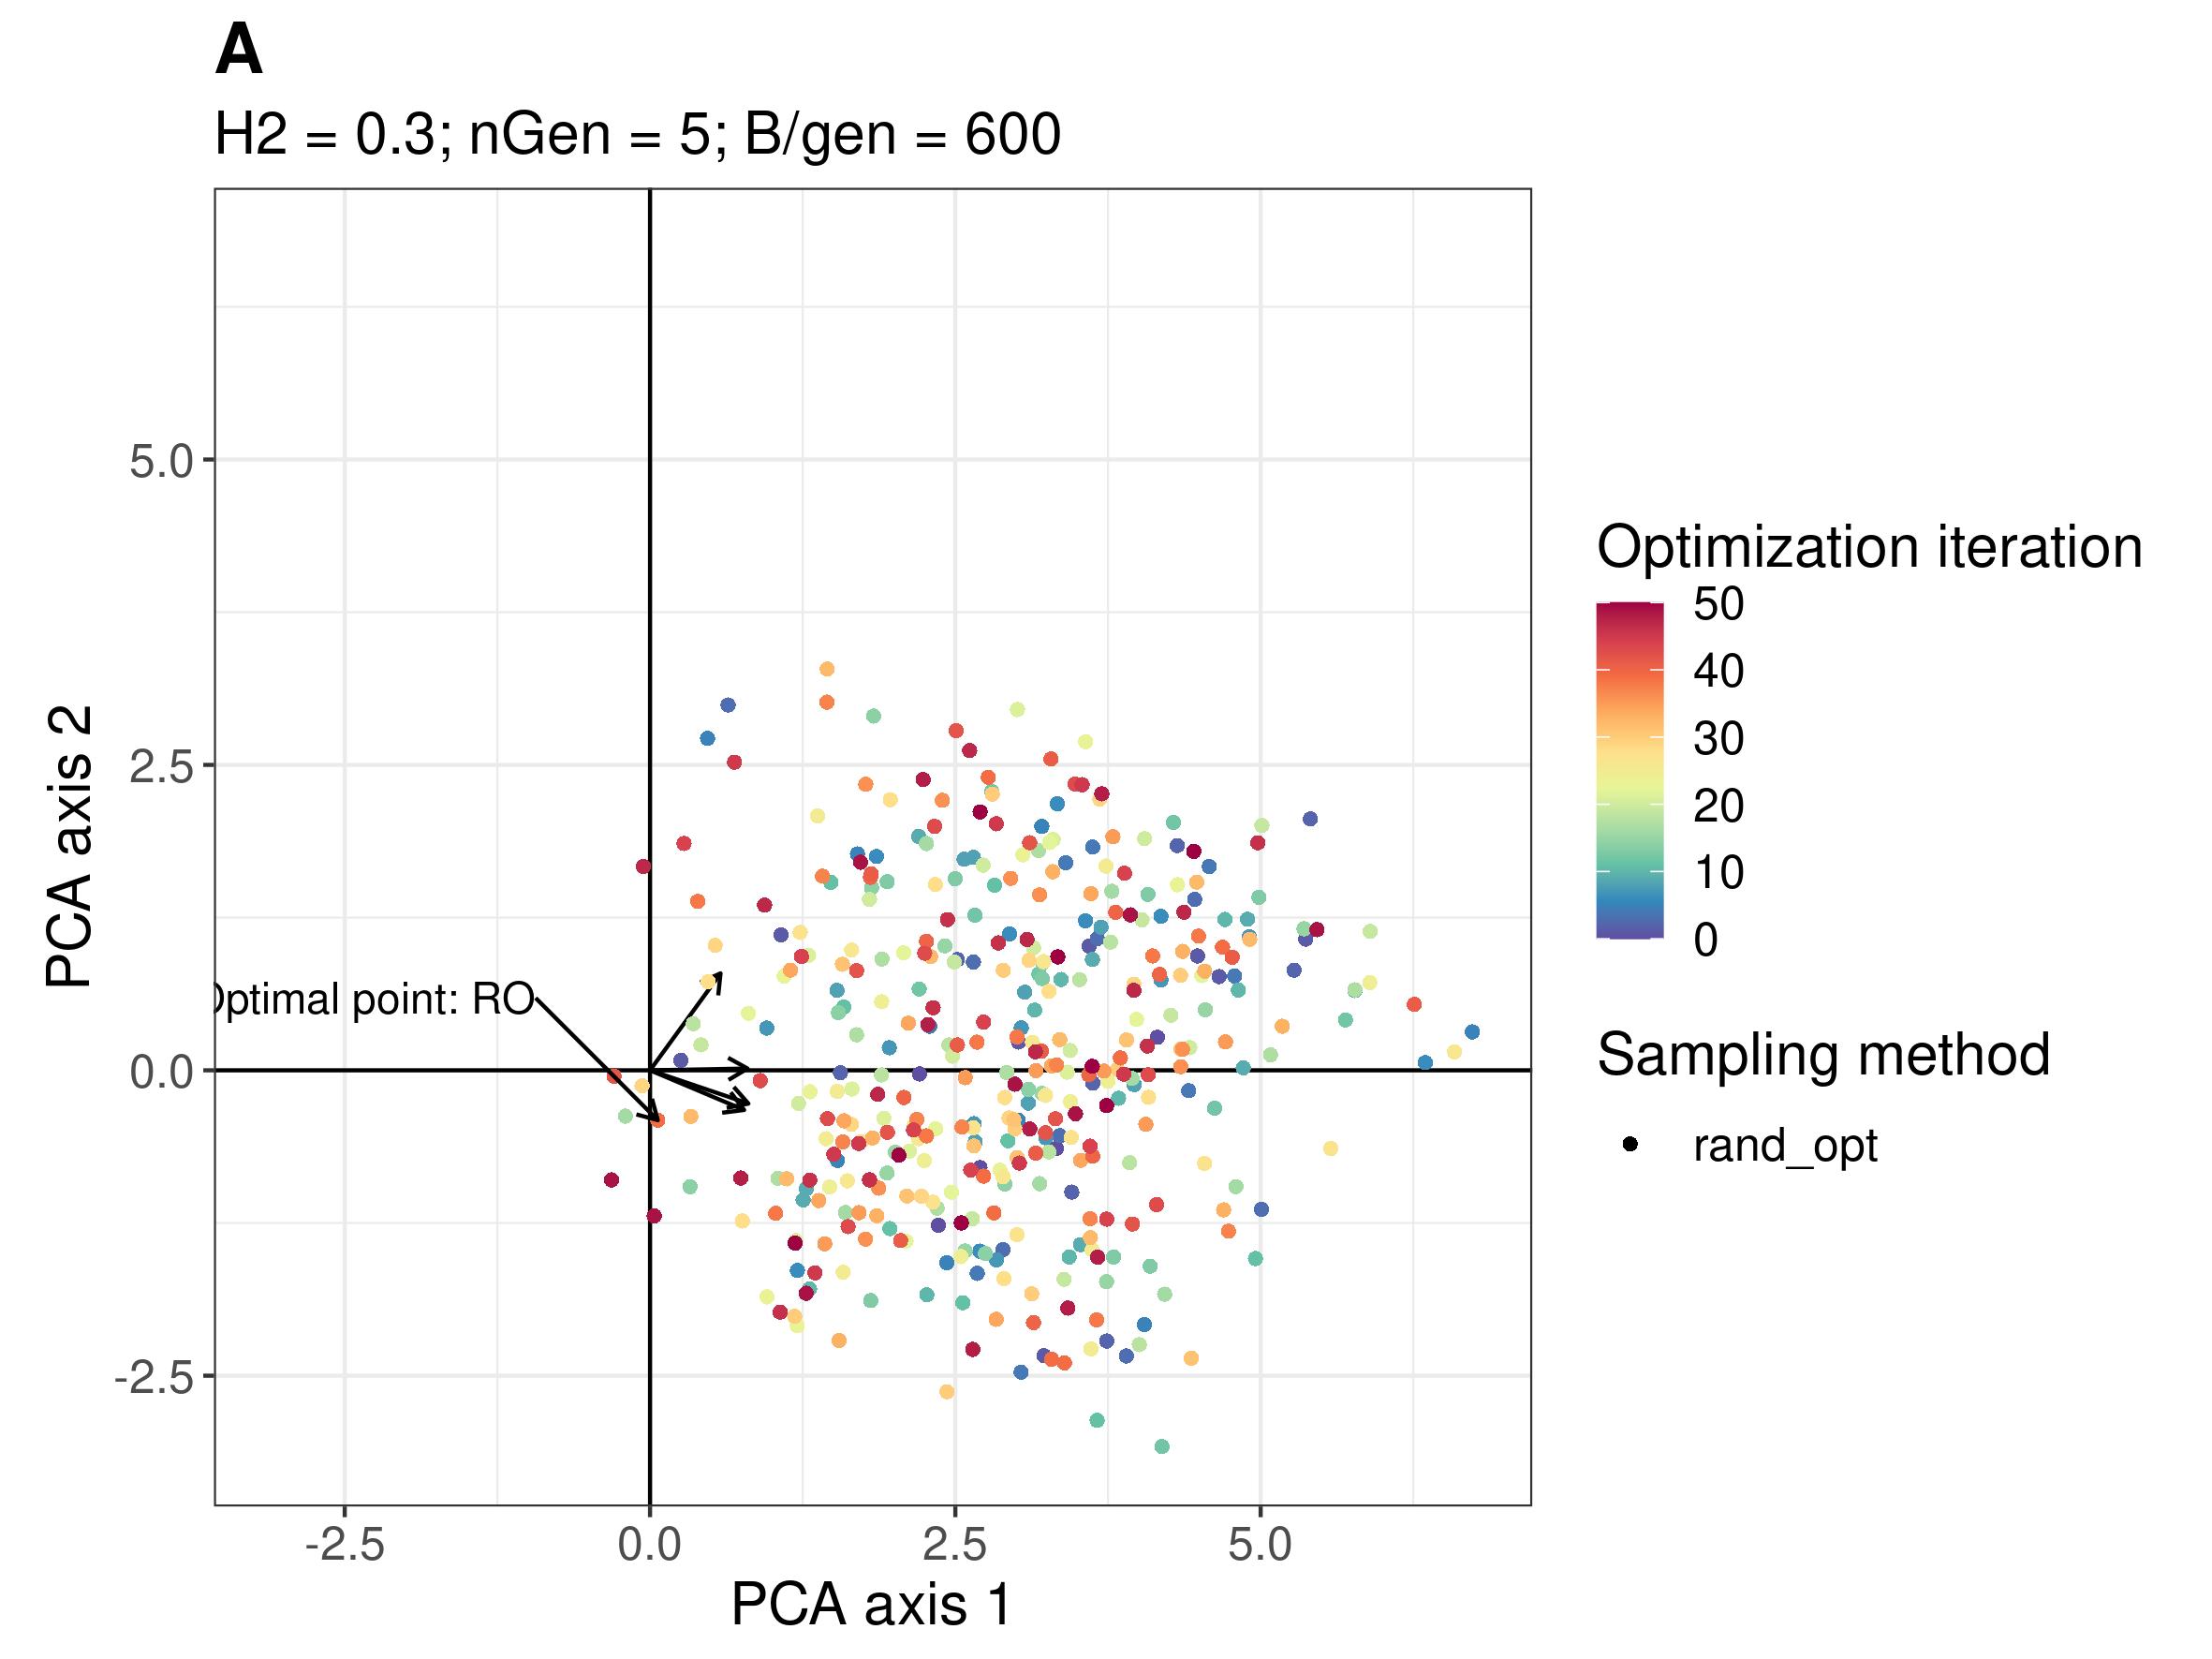 A
H2 = 0.3; nGen = 5; B/gen = 600
PCA axis 2
5.0
2.5
0.0
-2.5
Optimal point: RO
-2.5
0.0
2.5
5.0
PCA axis 1
Optimization iteration
50
40
30
20
10
0
Sampling method
rand_opt